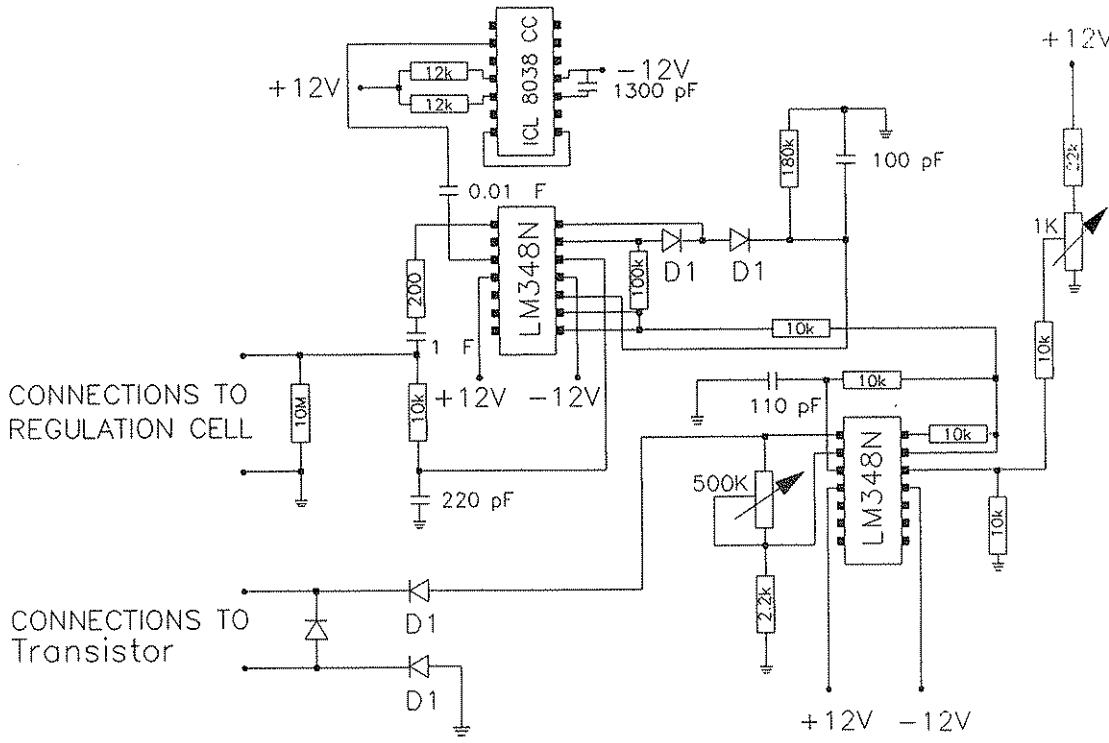 ICL 8038 CC
+12V
12k
12k
-12V
1300 pF
+12V
180k
100 pF
22k
1K
0.01 F
LM348N
D1
D1
100k
200
1 F
10k
10k
+12V
-12V
CONNECTIONS TO
REGULATION CELL
10M
10k
10k
110 pF
10k
220 pF
500K
LM348N
10k
2.2k
CONNECTIONS TO
Transistor
D1
D1
+12V
-12V